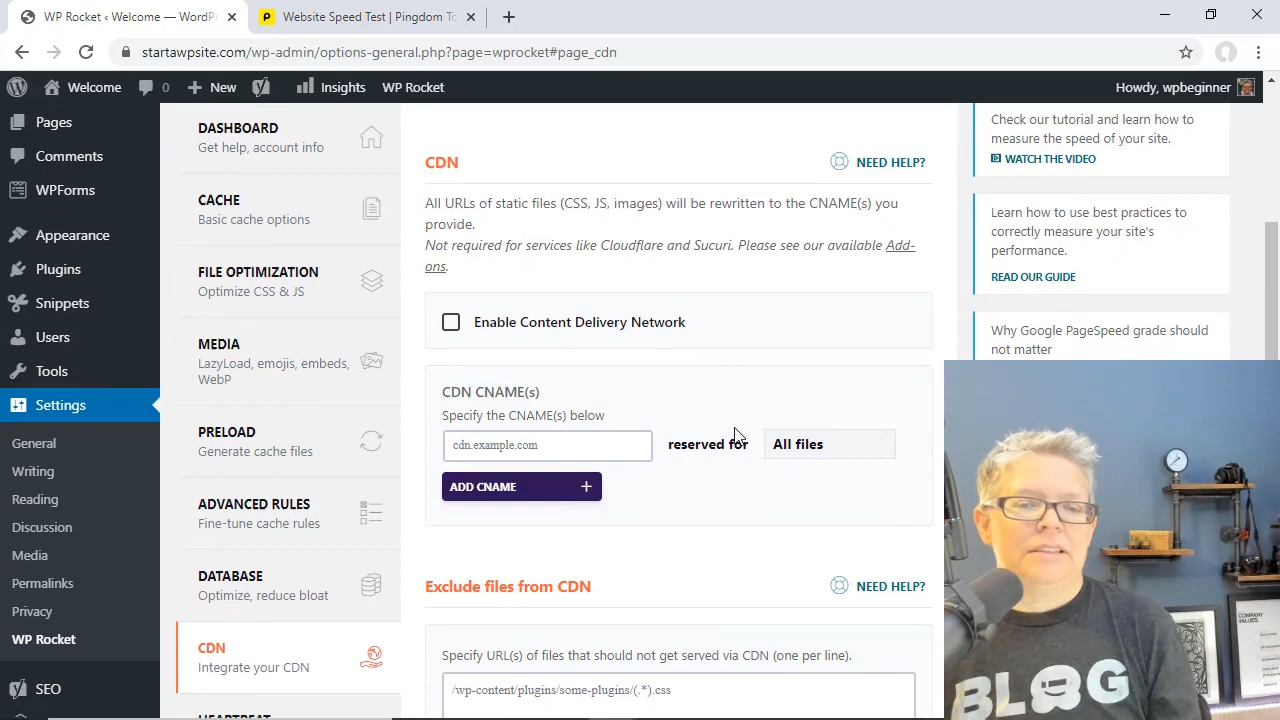 WP Rocket ‹ Welcome — WordPr
Website Speed Test | Pingdom To
startawpsite.com/wp-admin/options-general.php?page=wprocket#page_cdn
Welcome 0 New Insights WP Rocket Howdy, wpbeginner
Pages
Comments
WPForms
Appearance
Plugins
Snippets
Users
Tools
Settings
General
Writing
Reading
Discussion
Media
Permalinks
Privacy
WP Rocket
SEO
DASHBOARD
Get help, account info
CACHE
Basic cache options
FILE OPTIMIZATION
Optimize CSS & JS
MEDIA
LazyLoad, emojis, embeds,
WebP
PRELOAD
Generate cache files
ADVANCED RULES
Fine-tune cache rules
DATABASE
Optimize, reduce bloat
CDN
Integrate your CDN
HEARTBEAT
CDN
NEED HELP?
All URLs of static files (CSS, JS, images) will be rewritten to the CNAME(s) you
provide.
Not required for services like Cloudflare and Sucuri. Please see our available Add-
ons.
Enable Content Delivery Network
CDN CNAME(s)
Specify the CNAME(s) below
cdn.example.com reserved for All files
ADD CNAME +
Exclude files from CDN
NEED HELP?
Specify URL(s) of files that should not get served via CDN (one per line).
/wp-content/plugins/some-plugins/(.*).css
Check our tutorial and learn how to
measure the speed of your site.
WATCH THE VIDEO
Learn how to use best practices to
correctly measure your site's
performance.
READ OUR GUIDE
Why Google PageSpeed grade should
not matter
COMPANY
VALUES.
BLOG